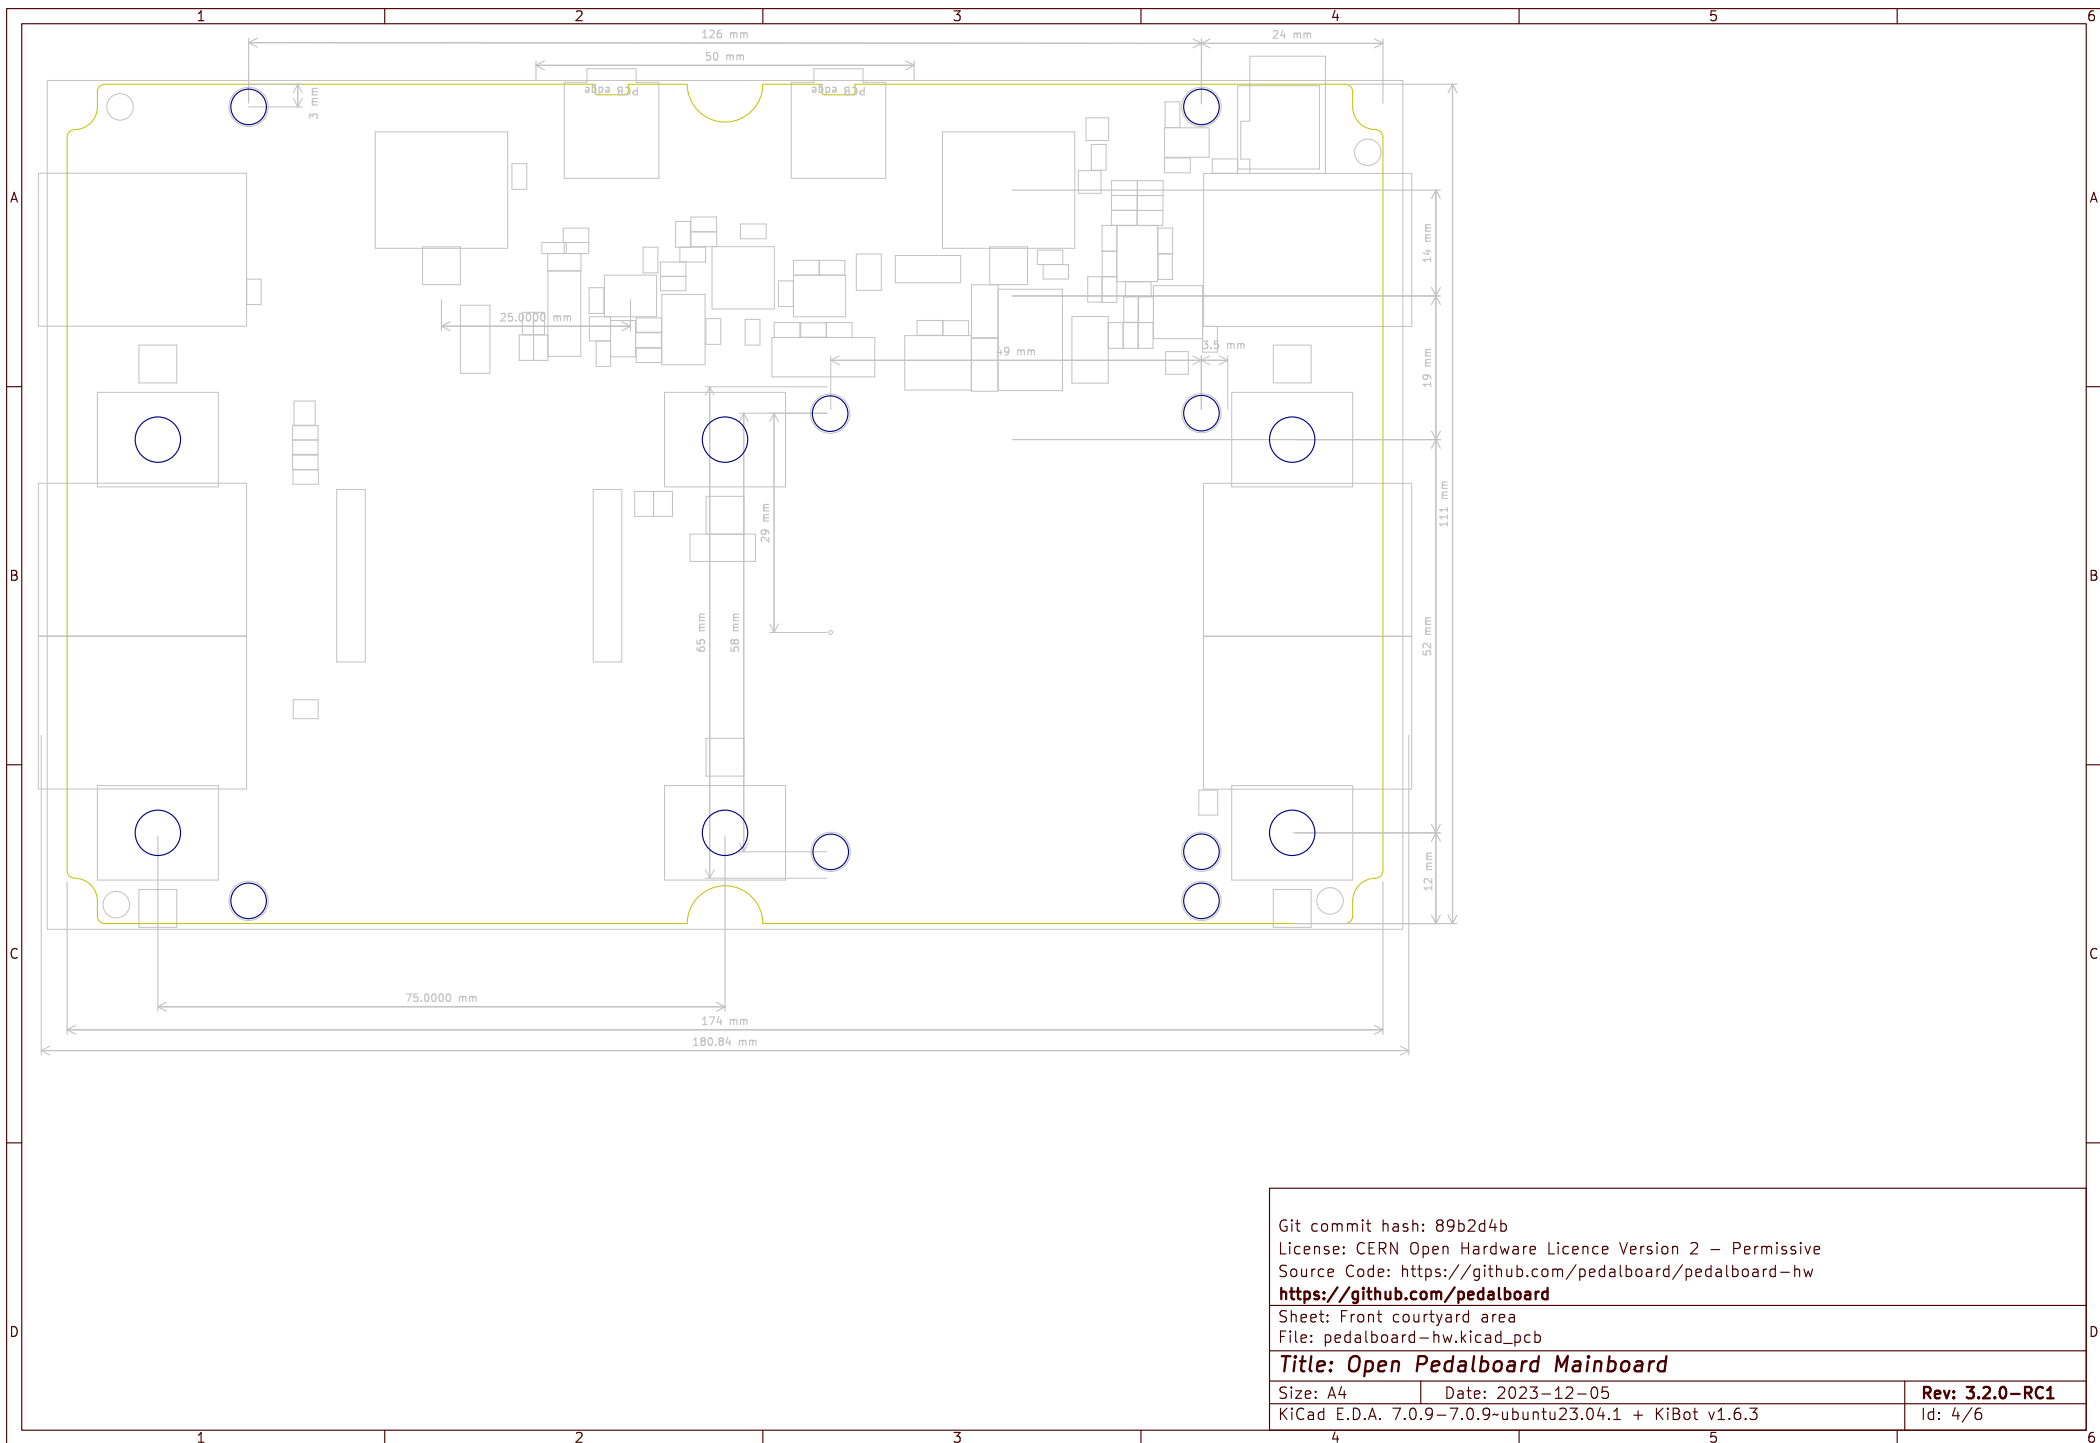 1 2 3 4 5 6
126 mm
24 mm
50 mm
3 mm
PCB edge
PCB edge
A
A
14 mm
25.0000 mm
49 mm
3.5 mm
19 mm
111 mm
29 mm
B
B
65 mm
58 mm
52 mm
12 mm
C
C
75.0000 mm
174 mm
180.84 mm
Git commit hash: 89b2d4b
License: CERN Open Hardware Licence Version 2 – Permissive
Source Code: https://github.com/pedalboard/pedalboard-hw
https://github.com/pedalboard
Sheet: Front courtyard area
D
D
File: pedalboard-hw.kicad_pcb
Title: Open Pedalboard Mainboard
Size: A4
Date: 2023-12-05
Rev: 3.2.0-RC1
KiCad E.D.A. 7.0.9-7.0.9~ubuntu23.04.1 + KiBot v1.6.3
Id: 4/6
1 2 3 4 5 6